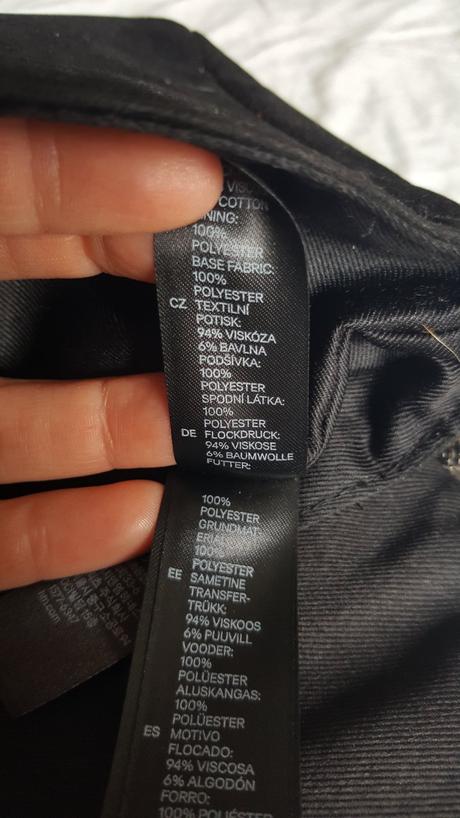 COTTON
100%
POLYESTER
BASE FABRIC:
100%
POLYESTER
CZ TEXTILNÍ
POTISK:
94% VISKÓZA
6% BAVLNA
PODŠÍVKA:
100%
POLYESTER
SPODNÍ LÁTKA:
100%
POLYESTER
DE FLOCKDRUCK:
94% VISKOSE
6% BAUMWOLLE
FUTTER:
100%
POLYESTER
GRUNDMAT-
ERIAL:
100%
POLYESTER
EE SAMETINE
TRANSFER-
TRÜKK:
94% VISKOOS
6% PUUVILL
VOODER:
100%
POLÜESTER
ALUSKANGAS:
100%
POLÜESTER
ES MOTIVO
FLOCADO:
94% VISCOSA
6% ALGODÓN
FORRO:
100% POLIÉSTER